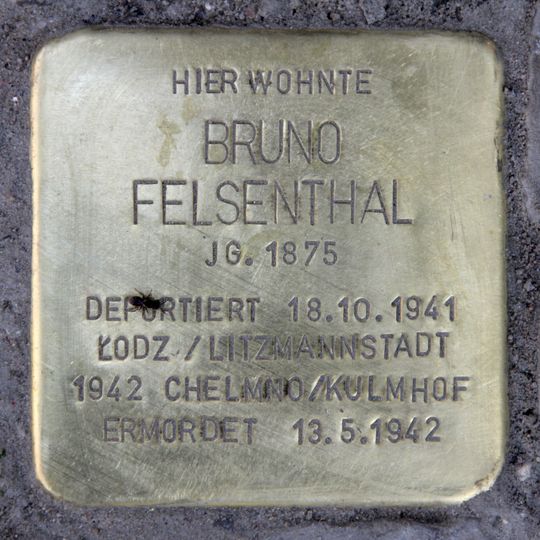 HIER WOHNTE
BRUNO
FELSENTHAL
JG. 1875
DEPORTIERT 18.10.1941
ŁODZ / LITZMANNSTADT
1942 CHELMNO/KULMHOF
ERMORDET 13.5.1942